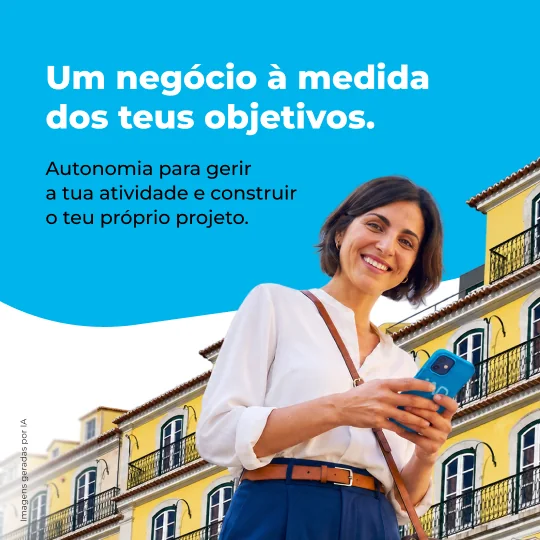 Um negócio à medida
dos teus objetivos.
Autonomia para gerir
a tua atividade e construir
o teu próprio projeto.
Imagens geradas por IA